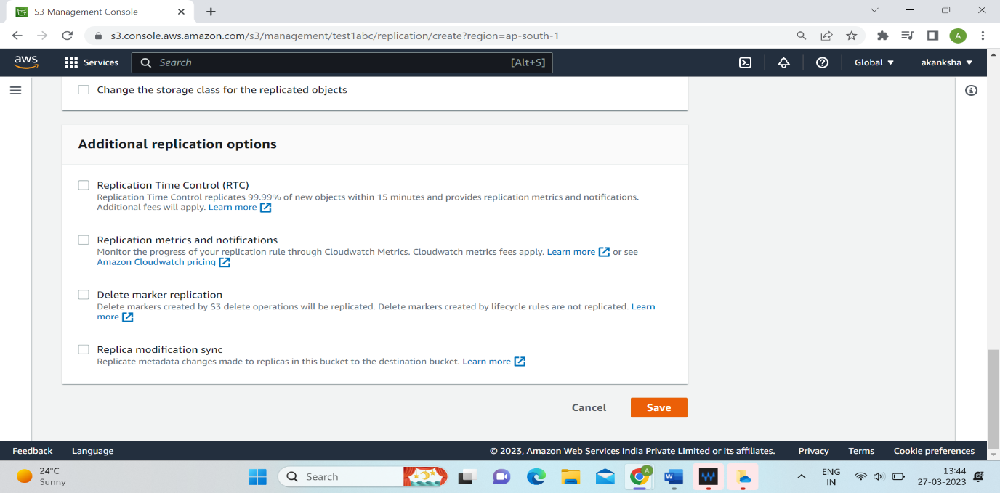 S3 Management Console
s3.console.aws.amazon.com/s3/management/test1abc/replication/create?region=ap-south-1
A
aws
Services
Search
[Alt+S]
Global
akanksha
Change the storage class for the replicated objects
Additional replication options
Replication Time Control (RTC)
Replication Time Control replicates 99.99% of new objects within 15 minutes and provides replication metrics and notifications.
Additional fees will apply. Learn more
Replication metrics and notifications
Monitor the progress of your replication rule through Cloudwatch Metrics. Cloudwatch metrics fees apply. Learn more or see
Amazon Cloudwatch pricing
Delete marker replication
Delete markers created by S3 delete operations will be replicated. Delete markers created by lifecycle rules are not replicated. Learn
more
Replica modification sync
Replicate metadata changes made to replicas in this bucket to the destination bucket. Learn more
Cancel
Save
Feedback
Language
© 2023, Amazon Web Services India Private Limited or its affiliates.
Privacy
Terms
Cookie preferences
24°C
Sunny
Search
A
W
ENG
IN
13:44
27-03-2023